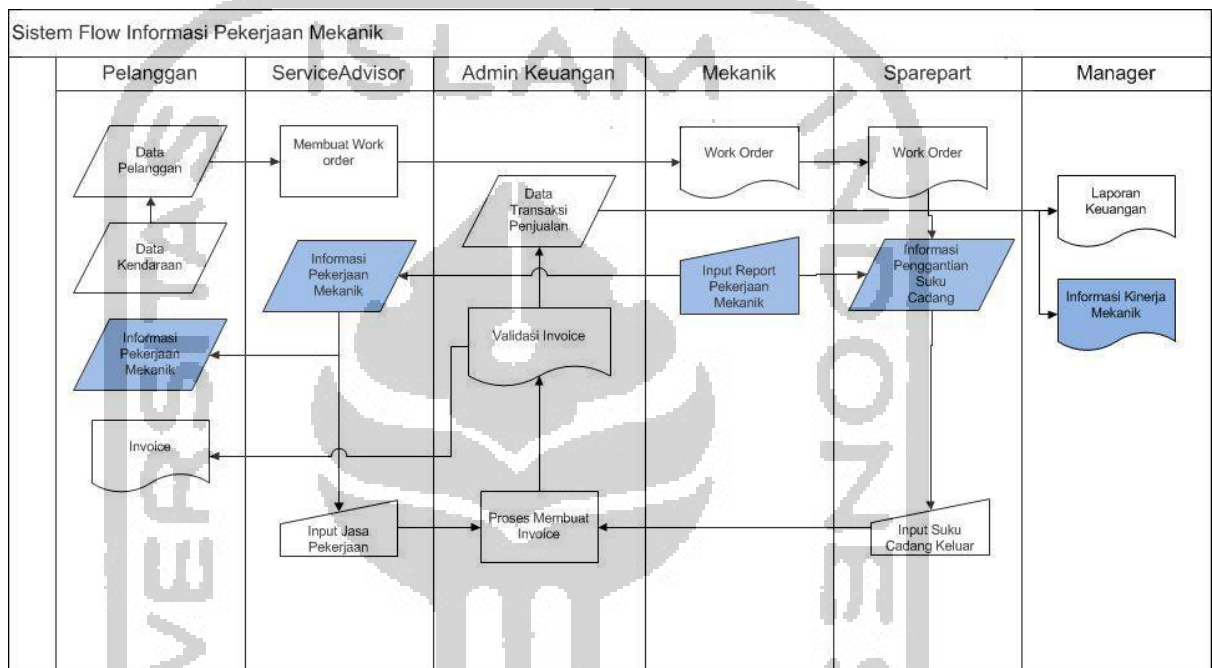 Sistem Flow Informasi Pekerjaan Mekanik
Pelanggan
ServiceAdvisor
Admin Keuangan
Mekanik
Sparepart
Manager
Data
Pelanggan
Membuat Work
order
Work Order
Work Order
Data
Transaksi
Penjualan
Laporan
Keuangan
Data
Kendaraan
Informasi
Pekerjaan
Mekanik
Input Report
Pekerjaan
Mekanik
Informasi
Penggantian
Suku
Cadang
Informasi Kinerja
Mekanik
Informasi
Pekerjaan
Mekanik
Validasi Invoice
Invoice
Input Jasa
Pekerjaan
Proses Membuat
Invoice
Input Suku
Cadang Keluar
ISLAM